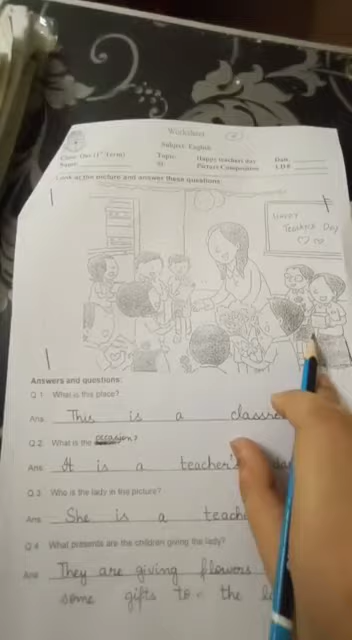 Worksheet
Subject: English
Class: One (1st Term) Topic: Happy teachers day Date:
Name: Picture Composition
Look at the picture and answer these questions:
HAPPY
Teachers Day
Answers and questions:
Q.1 What is this place?
Ans This is a
Q.2 What is the occasion?
Ans It is a teacher's
Q.3 Who is the lady in this picture?
Ans She is a
Q.4 What presents are the children giving the lady?
Ans They are giving flowers
some gifts to the